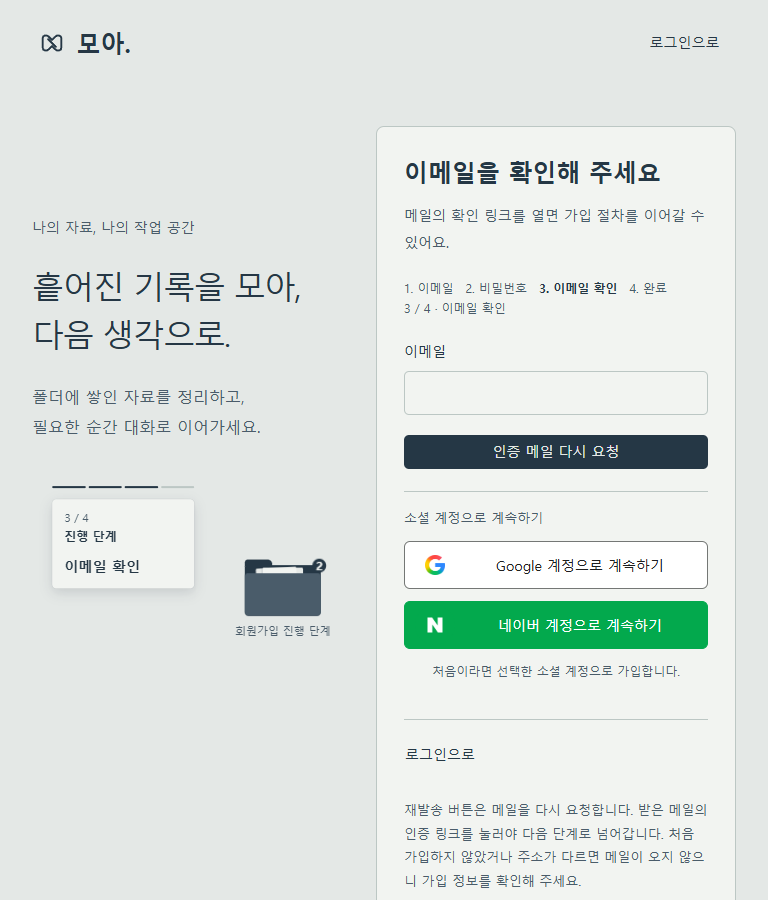 모아.
로그인으로
나의 자료, 나의 작업 공간
흩어진 기록을 모아,
다음 생각으로.
폴더에 쌓인 자료를 정리하고,
필요한 순간 대화로 이어가세요.
3 / 4
진행 단계
이메일 확인
2
회원가입 진행 단계
이메일을 확인해 주세요
메일의 확인 링크를 열면 가입 절차를 이어갈 수
있어요.
1. 이메일 2. 비밀번호 3. 이메일 확인 4. 완료
3 / 4 · 이메일 확인
이메일
인증 메일 다시 요청
소셜 계정으로 계속하기
Google 계정으로 계속하기
네이버 계정으로 계속하기
처음이라면 선택한 소셜 계정으로 가입합니다.
로그인으로
재발송 버튼은 메일을 다시 요청합니다. 받은 메일의
인증 링크를 눌러야 다음 단계로 넘어갑니다. 처음
가입하지 않았거나 주소가 다르면 메일이 오지 않으
니 가입 정보를 확인해 주세요.